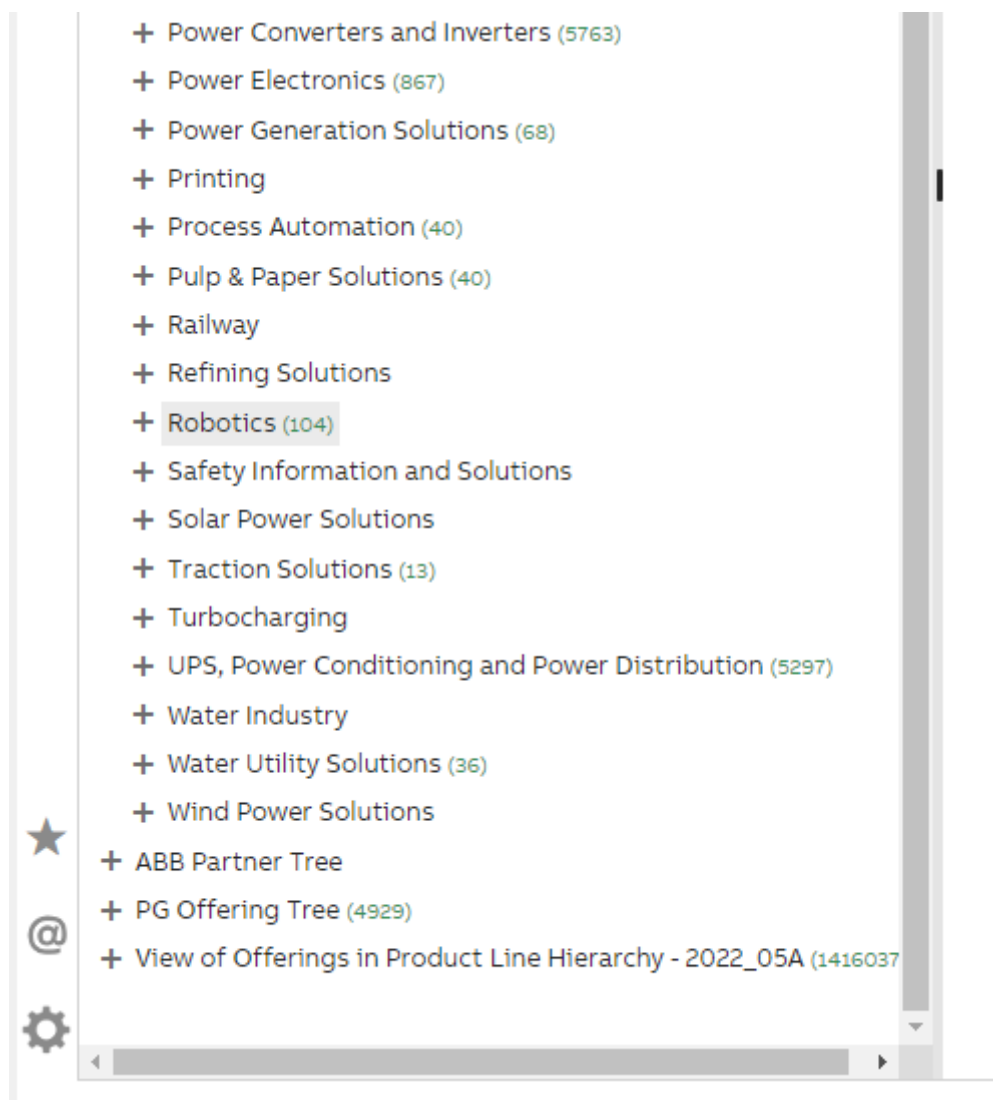 Power Converters and Inverters (5763)
Power Electronics (867)
Power Generation Solutions (68)
Printing
Process Automation (40)
Pulp & Paper Solutions (40)
Railway
Refining Solutions
Robotics (104)
Safety Information and Solutions
Solar Power Solutions
Traction Solutions (13)
Turbocharging
UPS, Power Conditioning and Power Distribution (5297)
Water Industry
Water Utility Solutions (36)
Wind Power Solutions
ABB Partner Tree
PG Offering Tree (4929)
View of Offerings in Product Line Hierarchy - 2022_05A (1416037